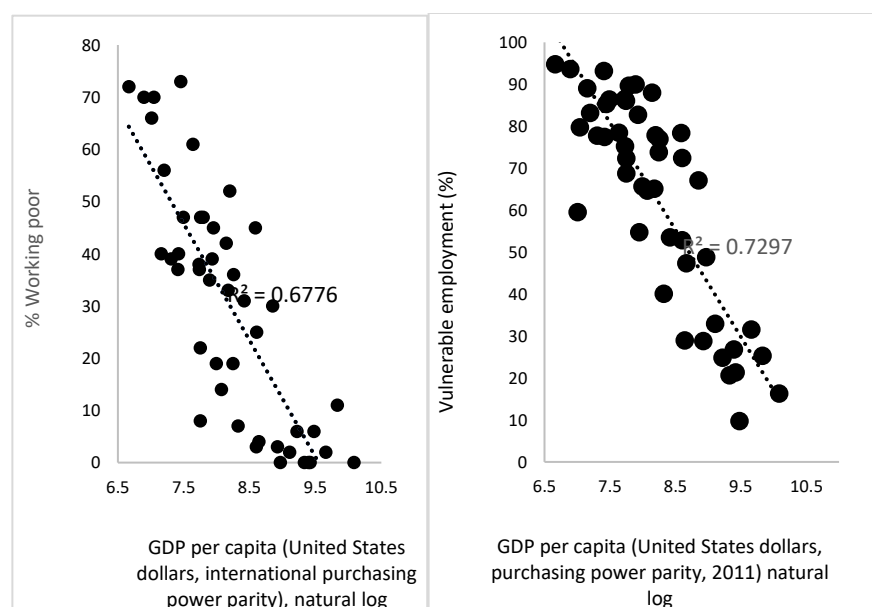 80
70
60
50
40
30
20
10
0
% Working poor
R² = 0.6776
6.5 7.5 8.5 9.5 10.5
GDP per capita (United States
dollars, international purchasing
power parity), natural log
100
90
80
70
60
50
40
30
20
10
0
Vulnerable employment (%)
R² = 0.7297
6.5 7.5 8.5 9.5 10.5
GDP per capita (United States dollars,
purchasing power parity, 2011) natural
log